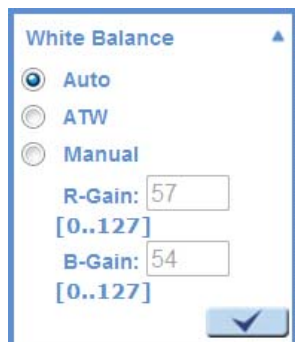 White Balance
Auto
ATW
Manual
R-Gain: 57
[0..127]
B-Gain: 54
[0..127]